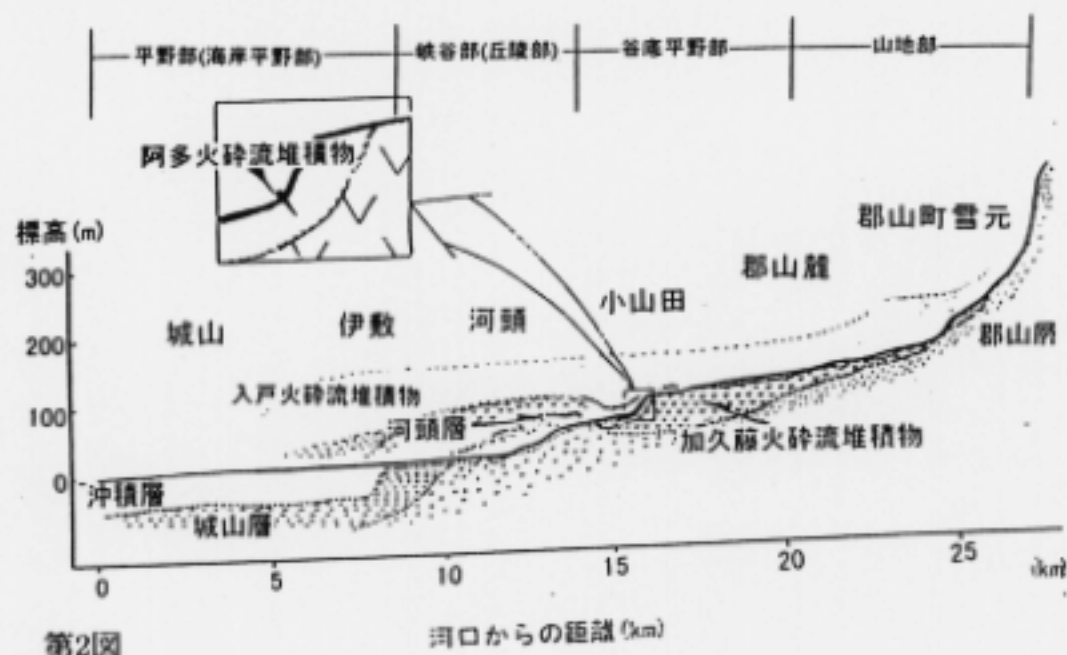 平野部(海岸平野部)
峡谷部(丘陵部)
谷底平野部
山地部
阿多火砕流堆積物
標高(m)
300
200
100
0
城山
伊敷
河頭
小山田
郡山麓
郡山町雪元
郡山層
入戸火砕流堆積物
河頭層
加久藤火砕流堆積物
沖積層
城山層
0
5
10
15
20
25
(km)
河口からの距離(km)
第2図